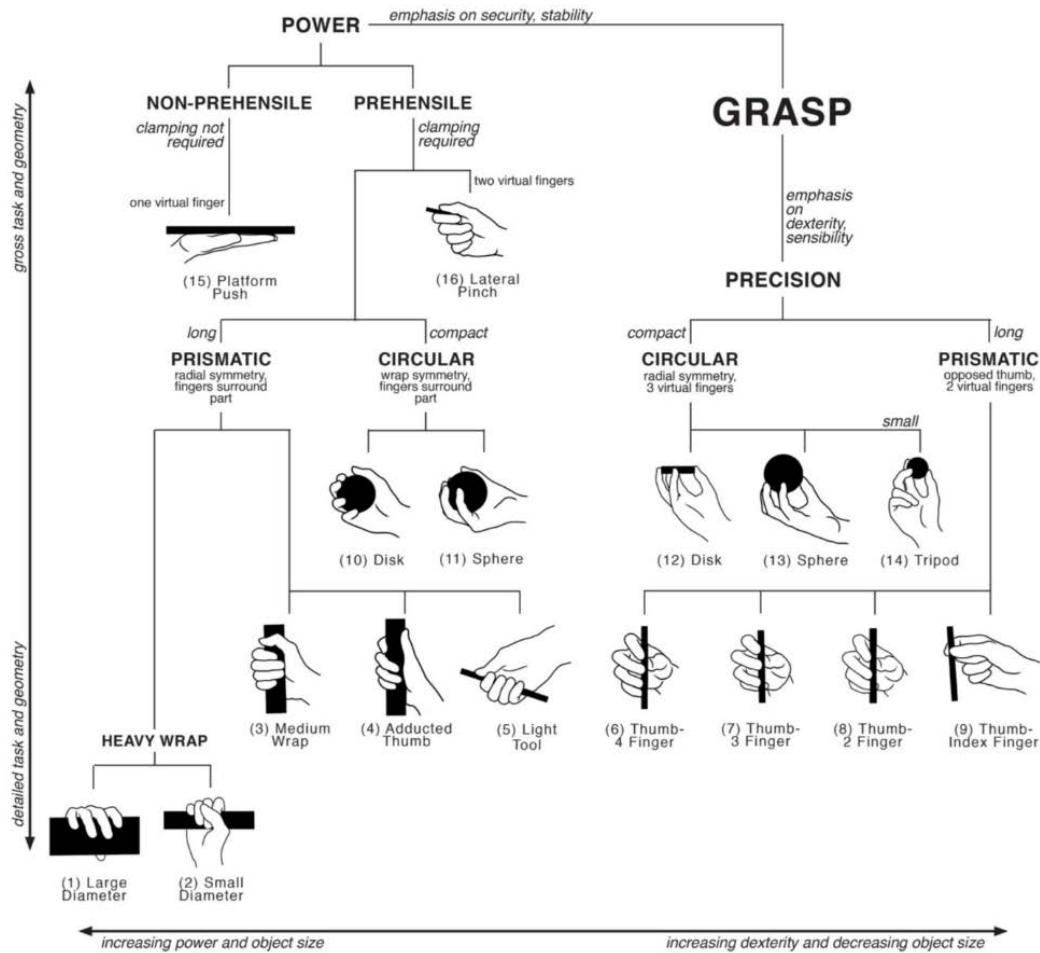 emphasis on security, stability
POWER
NON-PREHENSILE
PREHENSILE
GRASP
clamping not
required
clamping
required
one virtual finger
two virtual fingers
emphasis
on
dexterity,
sensibility
(15) Platform
Push
(16) Lateral
Pinch
PRECISION
long
compact
compact
long
PRISMATIC
radial symmetry,
fingers surround
part
CIRCULAR
wrap symmetry,
fingers surround
part
CIRCULAR
radial symmetry,
3 virtual fingers
PRISMATIC
opposed thumb,
2 virtual fingers
small
(10) Disk
(11) Sphere
(12) Disk
(13) Sphere
(14) Tripod
(3) Medium
Wrap
(4) Adducted
Thumb
(5) Light
Tool
(6) Thumb-
4 Finger
(7) Thumb-
3 Finger
(8) Thumb-
2 Finger
(9) Thumb-
Index Finger
HEAVY WRAP
(1) Large
Diameter
(2) Small
Diameter
gross task and geometry
detailed task and geometry
increasing power and object size
increasing dexterity and decreasing object size